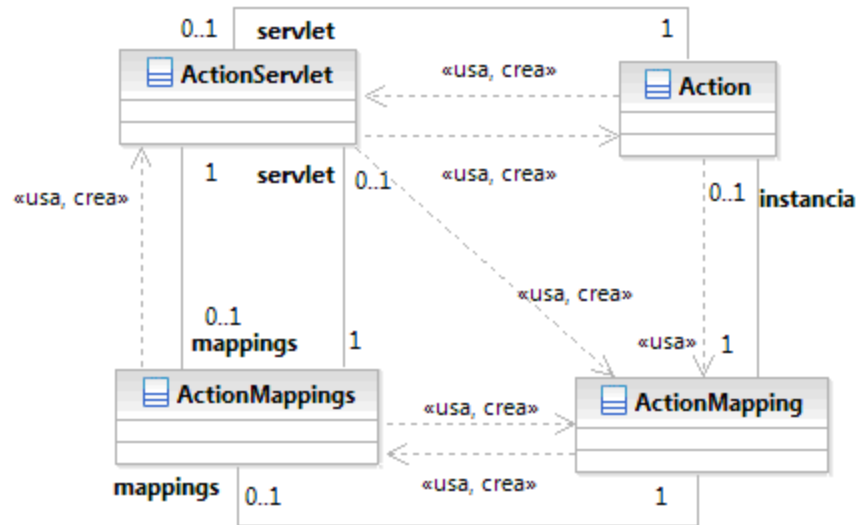 0..1 servlet 1
ActionServlet
«usa, crea»
Action
«usa, crea»
1 servlet 0..1
«usa, crea»
0..1 instancia
«usa, crea»
0..1
mappings 1
«usa» 1
ActionMappings
ActionMapping
«usa, crea»
«usa, crea»
mappings 0..1 1